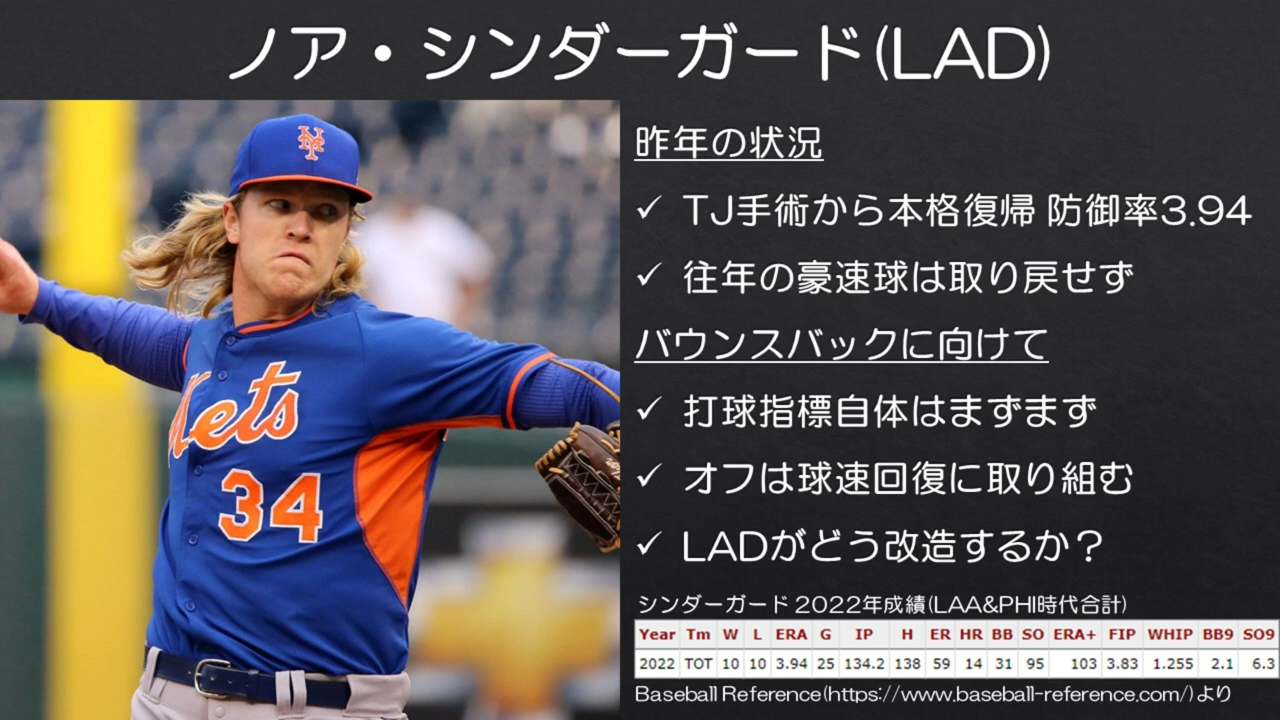 ノア・シンダーガード(LAD)
NY
Mets
34
昨年の状況
✓ TJ手術から本格復帰 防御率3.94
✓ 往年の豪速球は取り戻せず
バウンスバックに向けて
✓ 打球指標自体はまずまず
✓ オフは球速回復に取り組む
✓ LADがどう改造するか？
シンダーガード 2022年成績(LAA&PHI時代合計)
Year Tm W L ERA G IP H ER HR BB SO ERA+ FIP WHIP BB9 SO9
2022 TOT 10 10 3.94 25 134.2 138 59 14 31 95 103 3.83 1.255 2.1 6.3
Baseball Reference(https://www.baseball-reference.com/)より